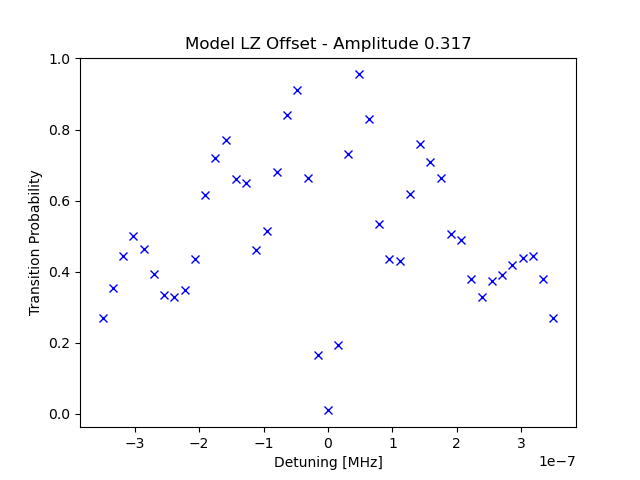 Model LZ Offset - Amplitude 0.317
Transition Probability
1.0
0.8
0.6
0.4
0.2
0.0
−3 −2 −1 0 1 2 3
1e−7
Detuning [MHz]